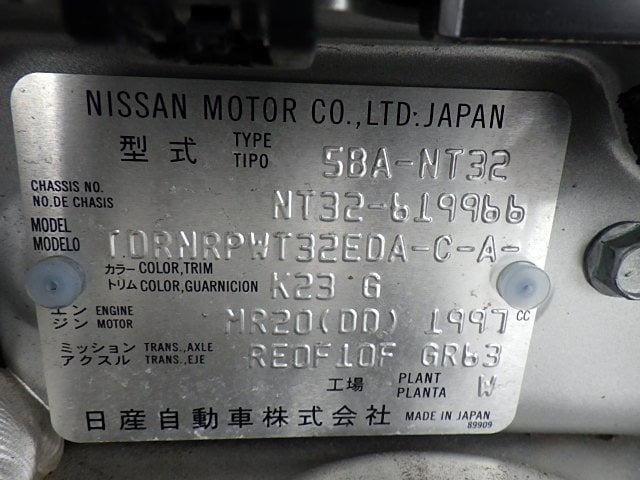 NISSAN MOTOR CO.,LTD. JAPAN
型式 TYPE TIPO 5BA-NT32
CHASSIS NO. NO. DE CHASIS NT32-619966
MODEL MODELO TDRNRPWT32EDA-C-A-
カラー COLOR,TRIM トリム COLOR,GUARNICION K23 G
エンジン ENGINE MOTOR MR20(DD) 1997 CC
ミッション TRANS.,AXLE アクスル TRANS.,EJE RE0F10F GR63
工場 PLANT PLANTA W
日産自動車株式会社 MADE IN JAPAN
89909